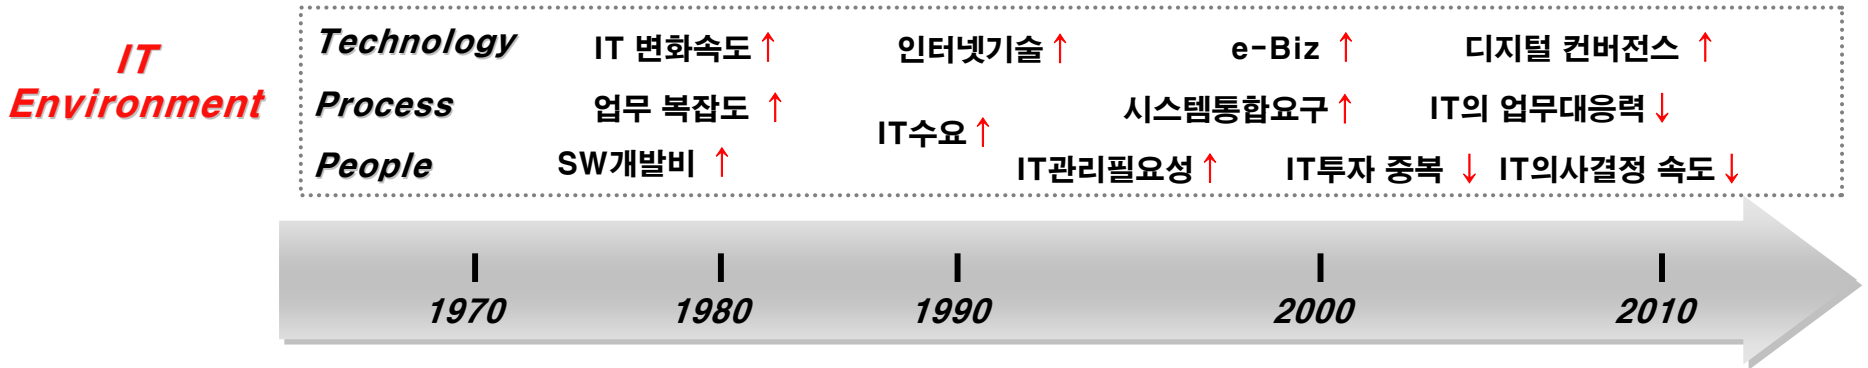 IT
Environment
Technology IT 변화속도 ↑ 인터넷기술 ↑ e-Biz ↑ 디지털 컨버전스 ↑
Process 업무 복잡도 ↑ IT수요 ↑ 시스템통합요구 ↑ IT의 업무대응력 ↓
People SW개발비 ↑ IT관리필요성 ↑ IT투자 중복 ↓ IT의사결정 속도 ↓
1970 1980 1990 2000 2010